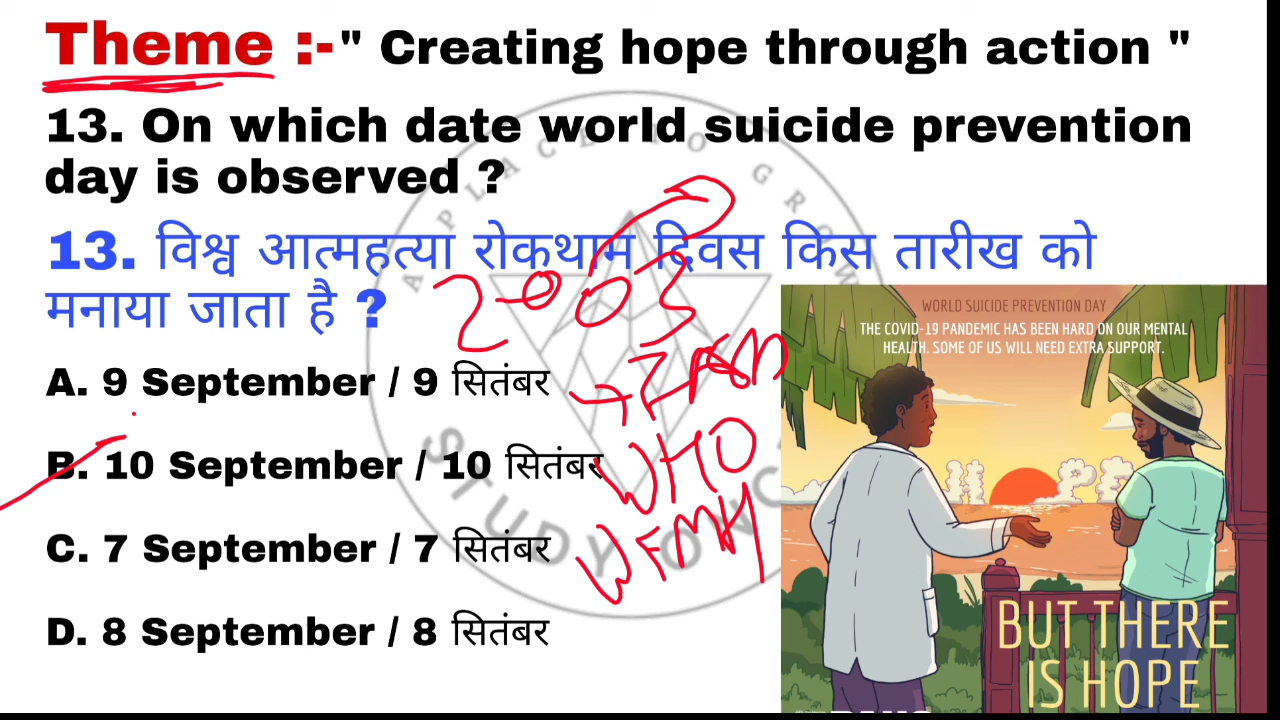 Theme :- " Creating hope through action "
13. On which date world suicide prevention
day is observed ?
13. विश्व आत्महत्या रोकथाम दिवस किस तारीख को
मनाया जाता है ?
2003
A. 9 September / 9 सितंबर
B. 10 September / 10 सितंबर
WHO
C. 7 September / 7 सितंबर
WFMH
D. 8 September / 8 सितंबर
WORLD SUICIDE PREVENTION DAY
THE COVID-19 PANDEMIC HAS BEEN HARD ON OUR MENTAL
HEALTH. SOME OF US WILL NEED EXTRA SUPPORT.
BUT THERE
IS HOPE
A PLACE TO GROW